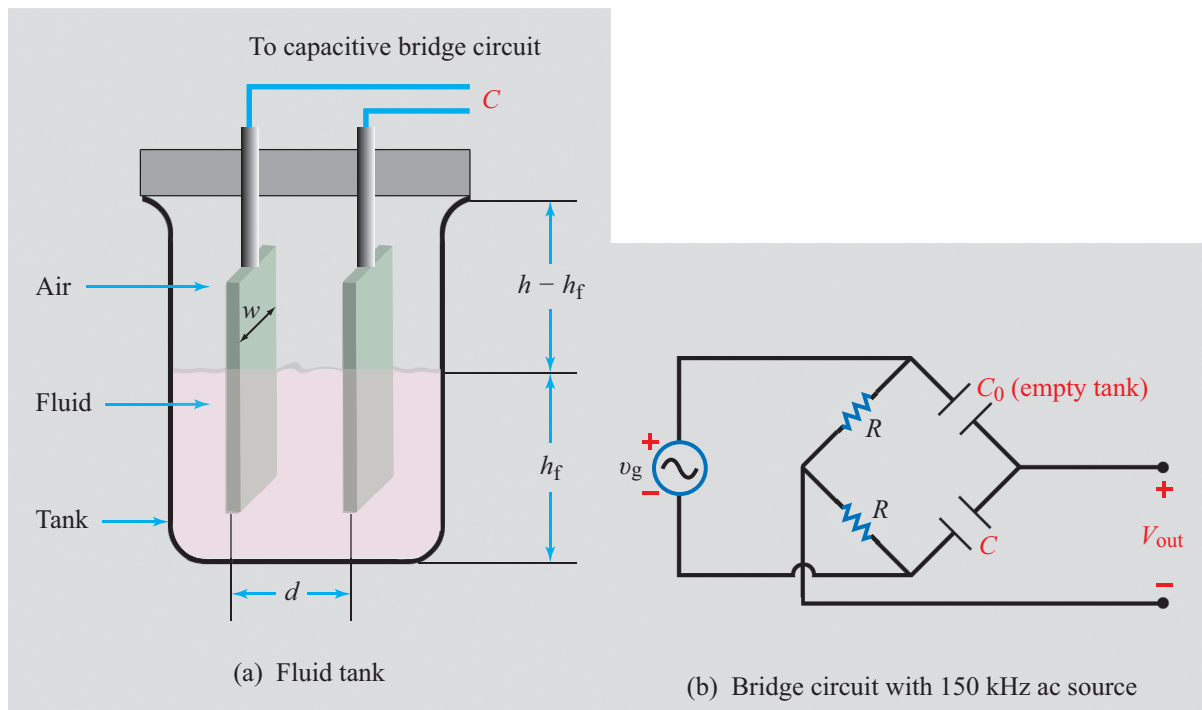 To capacitive bridge circuit
C
Air
w
h − hf
Fluid
hf
Tank
d
(a) Fluid tank
C0 (empty tank)
R
+
υg
−
R
C
+
Vout
−
(b) Bridge circuit with 150 kHz ac source